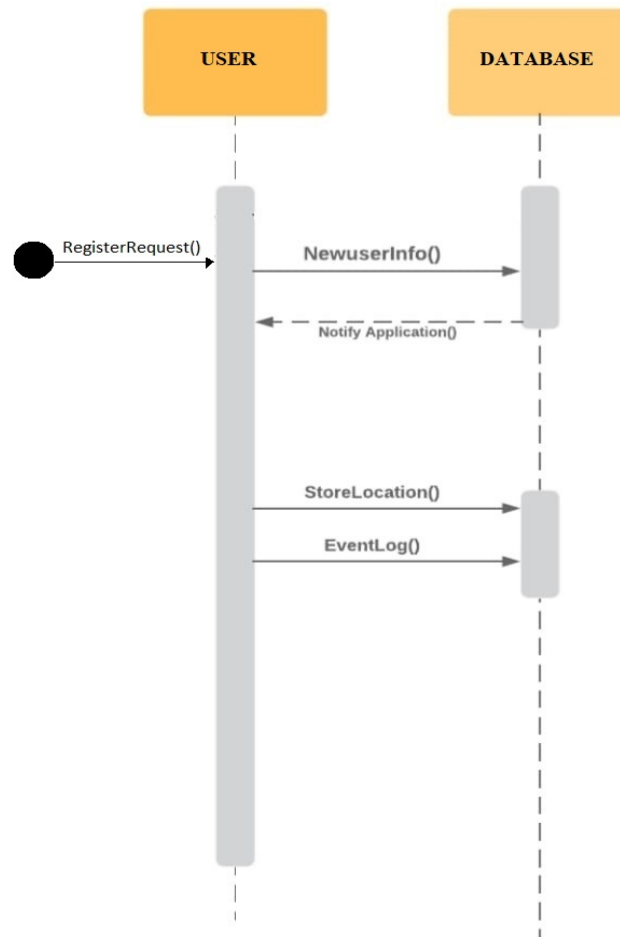 USER
DATABASE
RegisterRequest()
NewuserInfo()
Notify Application()
StoreLocation()
EventLog()